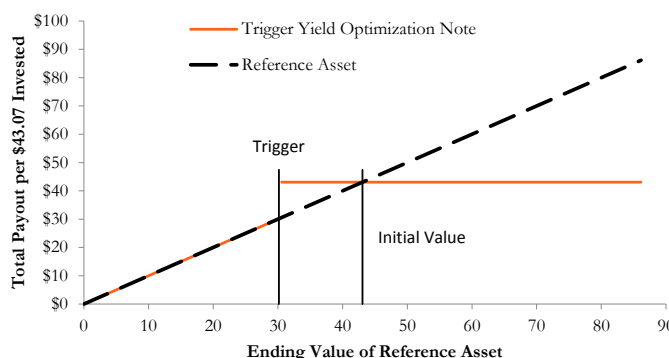 $100
$90
$80
$70
$60
$50
$40
$30
$20
$10
$0
Total Payout per $43.07 Invested
Trigger Yield Optimization Note
Reference Asset
Trigger
Initial Value
0 10 20 30 40 50 60 70 80 90
Ending Value of Reference Asset